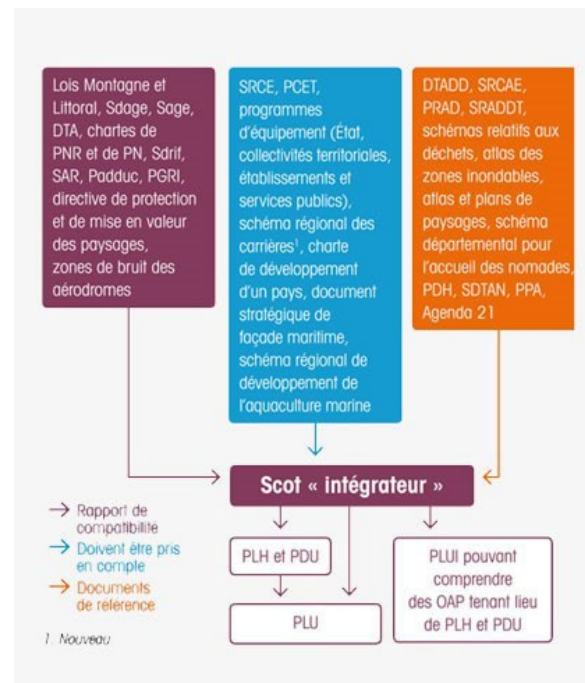 Lois Montagne et
Littoral, Sdage, Sage,
DTA, chartes de
PNR et de PN, Sdrif,
SAR, Padduc, PGRI,
directive de protection
et de mise en valeur
des paysages,
zones de bruit des
aérodromes
SRCE, PCET,
programmes
d'équipement (État,
collectivités territoriales,
établissements et
services publics),
schéma régional des
carrières¹, charte
de développement
d'un pays, document
stratégique de
façade maritime,
schéma régional de
développement de
l'aquaculture marine
DTADD, SRCAE,
PRAD, SRADDT,
schémas relatifs aux
déchets, atlas des
zones inondables,
atlas et plans de
paysages, schéma
départemental pour
l'accueil des nomades,
PDH, SDTAN, PPA,
Agenda 21
Scot « intégrateur »
→ Rapport de
compatibilité
→ Doivent être pris
en compte
→ Documents
de référence
1. Nouveau
PLH et PDU
PLU
PLUI pouvant
comprendre
des OAP tenant lieu
de PLH et PDU